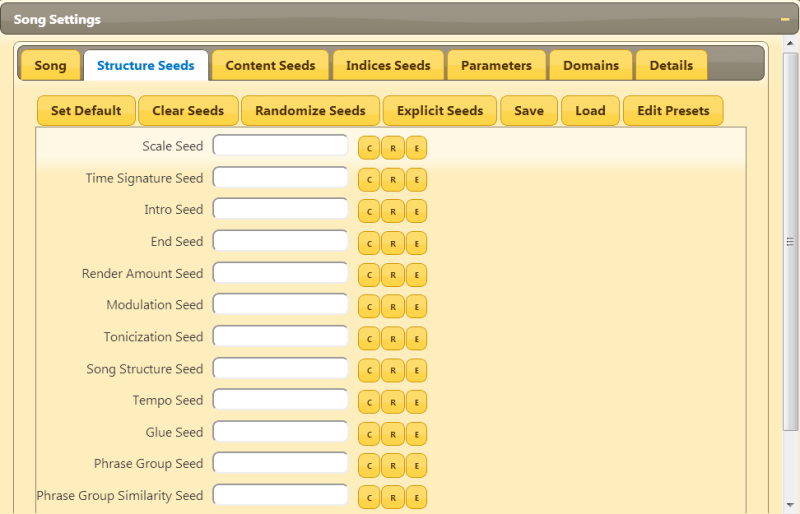 Song Settings
Song Structure Seeds Content Seeds Indices Seeds Parameters Domains Details
Set Default Clear Seeds Randomize Seeds Explicit Seeds Save Load Edit Presets
Scale Seed C R E
Time Signature Seed C R E
Intro Seed C R E
End Seed C R E
Render Amount Seed C R E
Modulation Seed C R E
Tonicization Seed C R E
Song Structure Seed C R E
Tempo Seed C R E
Glue Seed C R E
Phrase Group Seed C R E
Phrase Group Similarity Seed C R E